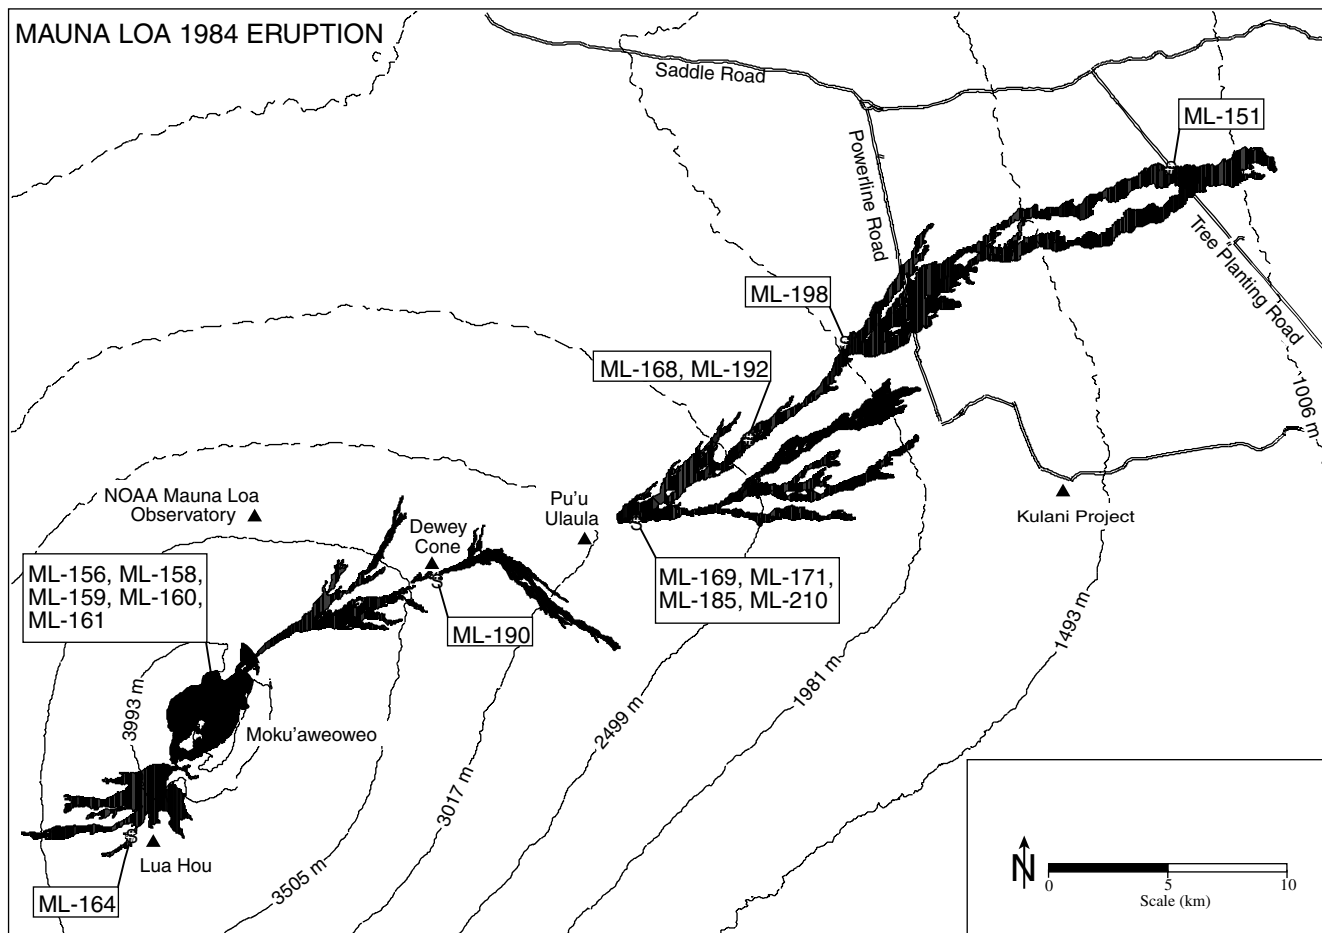 MAUNA LOA 1984 ERUPTION
Saddle Road
ML-151
Powerline Road
Tree Planting Road
ML-198
ML-168, ML-192
1006 m
NOAA Mauna Loa
Observatory
Pu'u
Ulaula
Dewey
Cone
Kulani Project
ML-156, ML-158,
ML-159, ML-160,
ML-161
ML-169, ML-171,
ML-185, ML-210
ML-190
1493 m
1981 m
2499 m
3993 m
Moku'aweoweo
3017 m
3505 m
Lua Hou
ML-164
N
0
5
10
Scale (km)